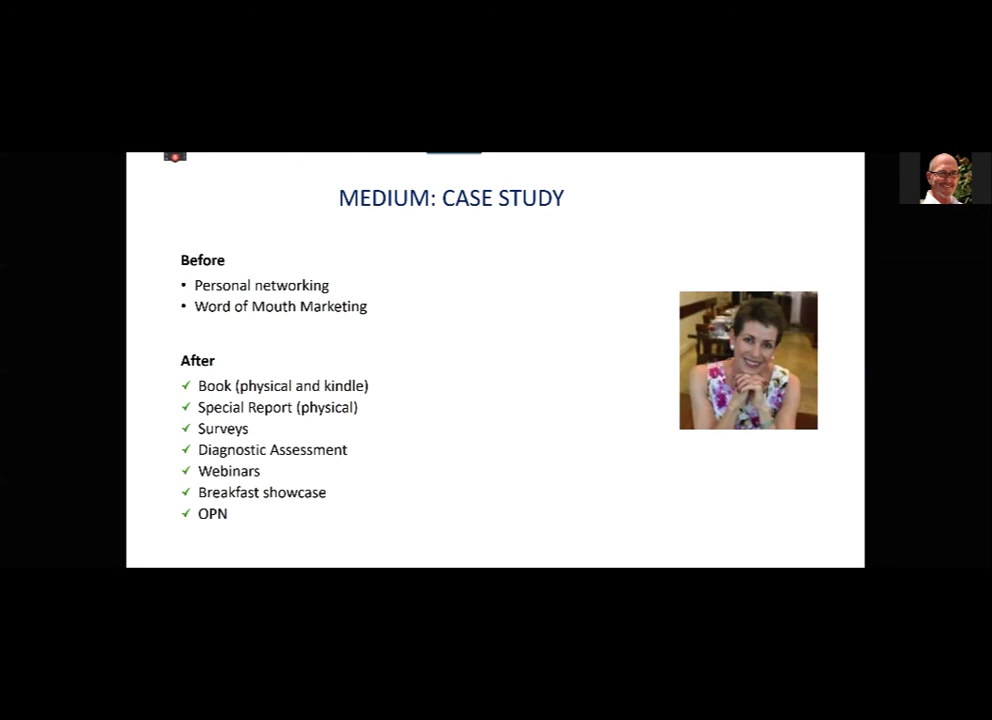 MEDIUM: CASE STUDY
Before
• Personal networking
• Word of Mouth Marketing
After
✓ Book (physical and kindle)
✓ Special Report (physical)
✓ Surveys
✓ Diagnostic Assessment
✓ Webinars
✓ Breakfast showcase
✓ OPN